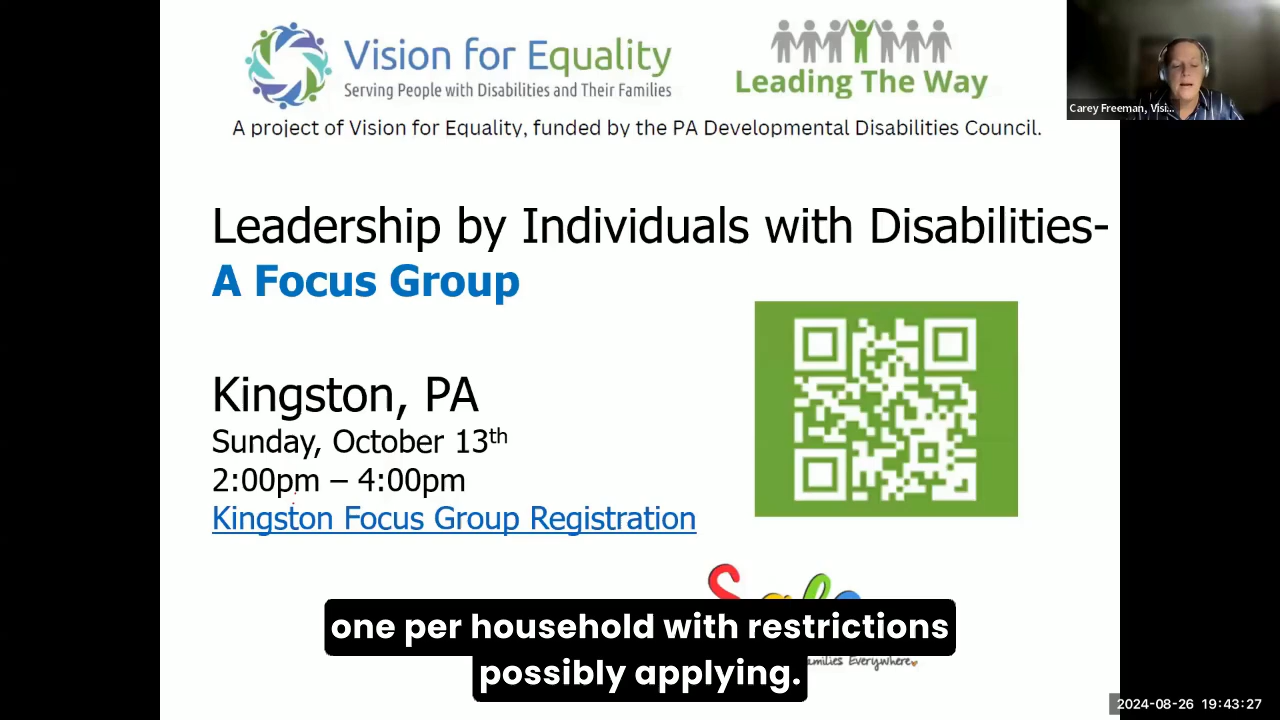 Vision for Equality
Serving People with Disabilities and Their Families
Leading The Way
Carey Freeman, Visi...
A project of Vision for Equality, funded by the PA Developmental Disabilities Council.
Leadership by Individuals with Disabilities-
A Focus Group
Kingston, PA
Sunday, October 13th
2:00pm – 4:00pm
Kingston Focus Group Registration
one per household with restrictions
possibly applying.
amilies Everywhere
2024-08-26 19:43:27